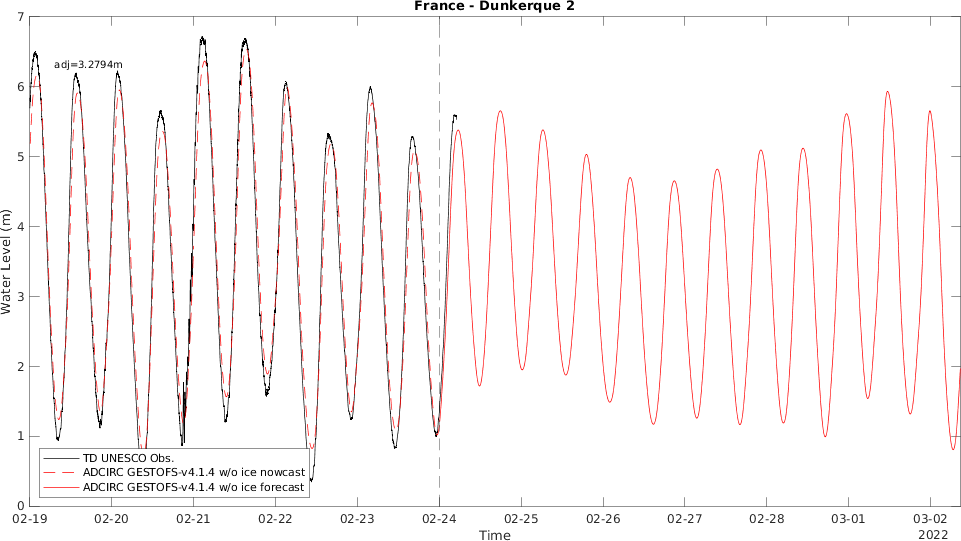 France - Dunkerque 2
adj=3.2794m
Water Level (m)
7
6
5
4
3
2
1
0
TD UNESCO Obs.
ADCIRC GESTOFS-v4.1.4 w/o ice nowcast
ADCIRC GESTOFS-v4.1.4 w/o ice forecast
02-19 02-20 02-21 02-22 02-23 02-24 02-25 02-26 02-27 02-28 03-01 03-02
Time
2022